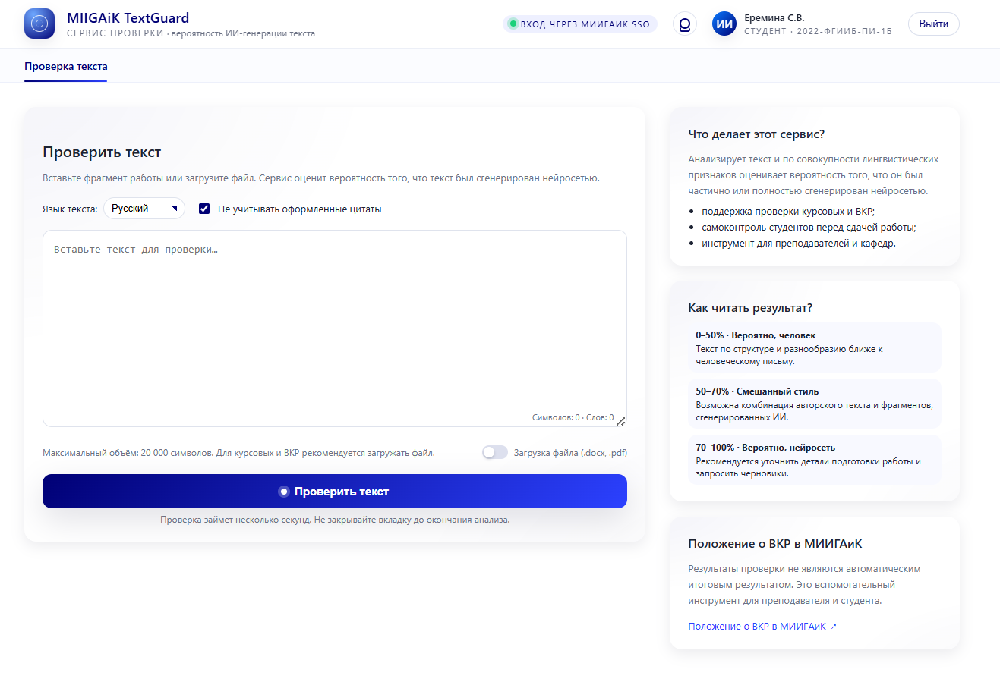 MIIGAiK TextGuard
СЕРВИС ПРОВЕРКИ · вероятность ИИ-генерации текста
ВХОД ЧЕРЕЗ МИИГАИК SSO
ИИ
Еремина С.В.
СТУДЕНТ · 2022-ФГИИБ-ПИ-1Б
Выйти
Проверка текста
Проверить текст
Вставьте фрагмент работы или загрузите файл. Сервис оценит вероятность того, что текст был сгенерирован нейросетью.
Язык текста: Русский Не учитывать оформленные цитаты
Вставьте текст для проверки…
Символов: 0 · Слов: 0
Максимальный объём: 20 000 символов. Для курсовых и ВКР рекомендуется загружать файл.
Загрузка файла (.docx, .pdf)
Проверить текст
Проверка займёт несколько секунд. Не закрывайте вкладку до окончания анализа.
Что делает этот сервис?
Анализирует текст и по совокупности лингвистических
признаков оценивает вероятность того, что он был
частично или полностью сгенерирован нейросетью.
• поддержка проверки курсовых и ВКР;
• самоконтроль студентов перед сдачей работы;
• инструмент для преподавателей и кафедр.
Как читать результат?
0–50% · Вероятно, человек
Текст по структуре и разнообразию ближе к
человеческому письму.
50–70% · Смешанный стиль
Возможна комбинация авторского текста и фрагментов,
сгенерированных ИИ.
70–100% · Вероятно, нейросеть
Рекомендуется уточнить детали подготовки работы и
запросить черновики.
Положение о ВКР в МИИГАиК
Результаты проверки не являются автоматическим
итоговым результатом. Это вспомогательный
инструмент для преподавателя и студента.
Положение о ВКР в МИИГАиК ↗